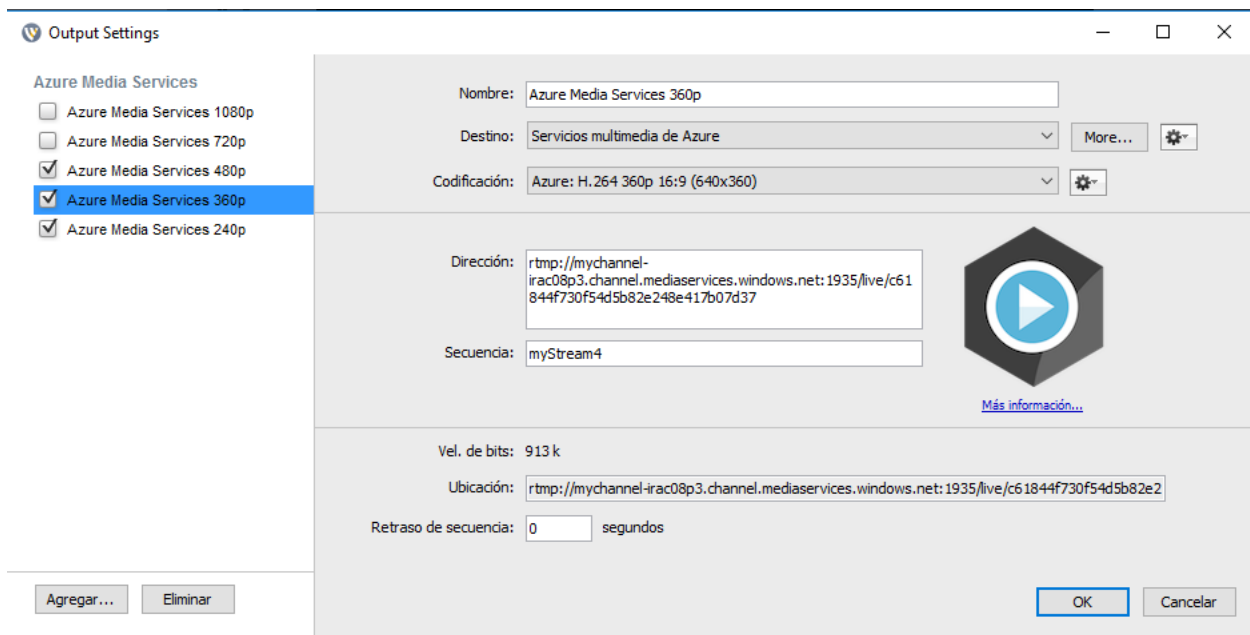 Output Settings
Azure Media Services
Azure Media Services 1080p
Azure Media Services 720p
Azure Media Services 480p
Azure Media Services 360p
Azure Media Services 240p
Agregar...
Eliminar
Nombre: Azure Media Services 360p
Destino: Servicios multimedia de Azure
More...
Codificación: Azure: H.264 360p 16:9 (640x360)
Dirección: rtmp://mychannel-
irac08p3.channel.mediaservices.windows.net:1935/live/c61
844f730f54d5b82e248e417b07d37
Secuencia: myStream4
Más información...
Vel. de bits: 913 k
Ubicación: rtmp://mychannel-irac08p3.channel.mediaservices.windows.net:1935/live/c61844f730f54d5b82e2
Retraso de secuencia: 0 segundos
OK
Cancelar